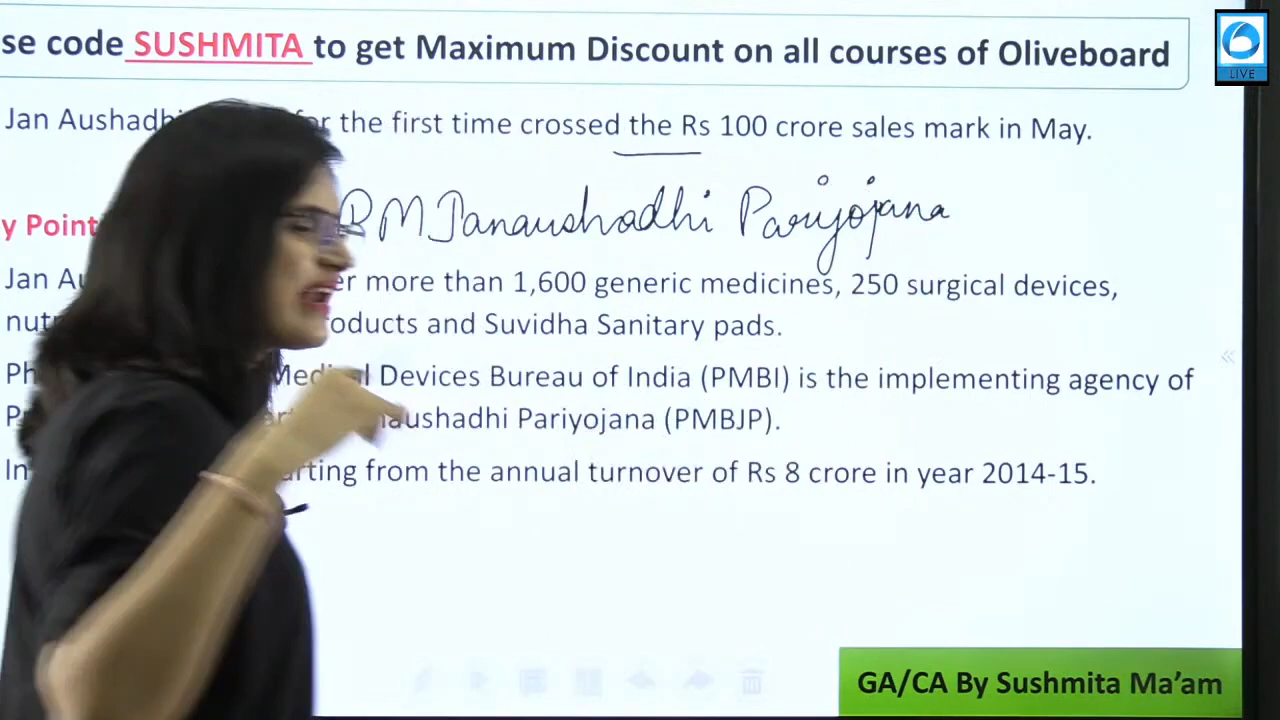 se code SUSHMITA to get Maximum Discount on all courses of Oliveboard
LIVE
Jan Aushadhi for the first time crossed the Rs 100 crore sales mark in May.
PM Janaushadhi Pariyojana
y Point
Jan Au er more than 1,600 generic medicines, 250 surgical devices,
nut oducts and Suvidha Sanitary pads.
Ph Medical Devices Bureau of India (PMBI) is the implementing agency of
P aushadhi Pariyojana (PMBJP).
In arting from the annual turnover of Rs 8 crore in year 2014-15.
GA/CA By Sushmita Ma'am